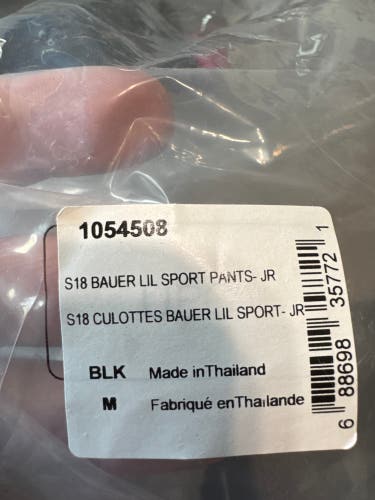 1054508
S18 BAUER LIL SPORT PANTS- JR
S18 CULOTTES BAUER LIL SPORT- JR
BLK Made inThailand
M Fabriqué enThaılande
6 88698 35772 1